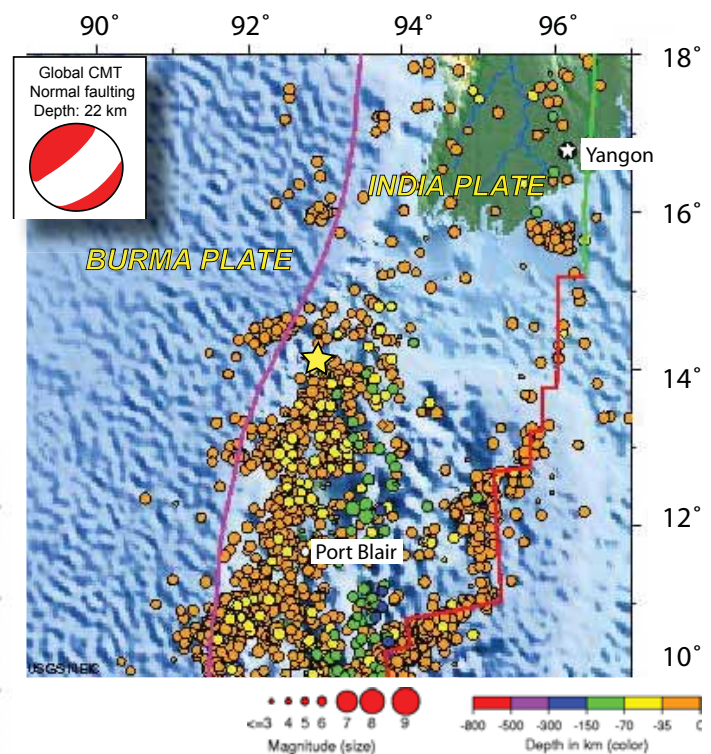 90˚ 92˚ 94˚ 96˚
Global CMT
Normal faulting
Depth: 22 km
18˚
Yangon
INDIA PLATE
16˚
BURMA PLATE
14˚
12˚
Port Blair
10˚
USGS NEIC
<=3 4 5 6 7 8 9
Magnitude (size)
-800 -500 -300 -150 -70 -35 0
Depth in km (color)